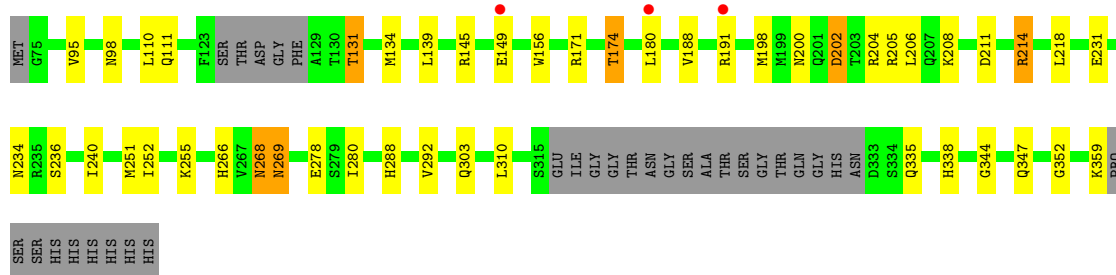 MET G75 V95 N98 L110 Q111 F123 SER THR ASP GLY PHE A129 T130 T131 M134 L139 R145 E149 W156 R171 T174 L180 V188 R191 M198 M199 N200 Q201 D202 T203 R204 R205 L206 Q207 K208 D211 R214 L218 E231
N234 R235 S236 I240 M251 I252 K255 H266 V267 N268 N269 E278 S279 I280 H288 V292 Q303 L310 S315 GLU ILE GLY GLY THR ASN GLY SER ALA THR SER GLY THR GLN GLY HIS ASN D333 S334 Q335 H338 G344 Q347 G352 K359 PRO
SER SER HIS HIS HIS HIS HIS HIS